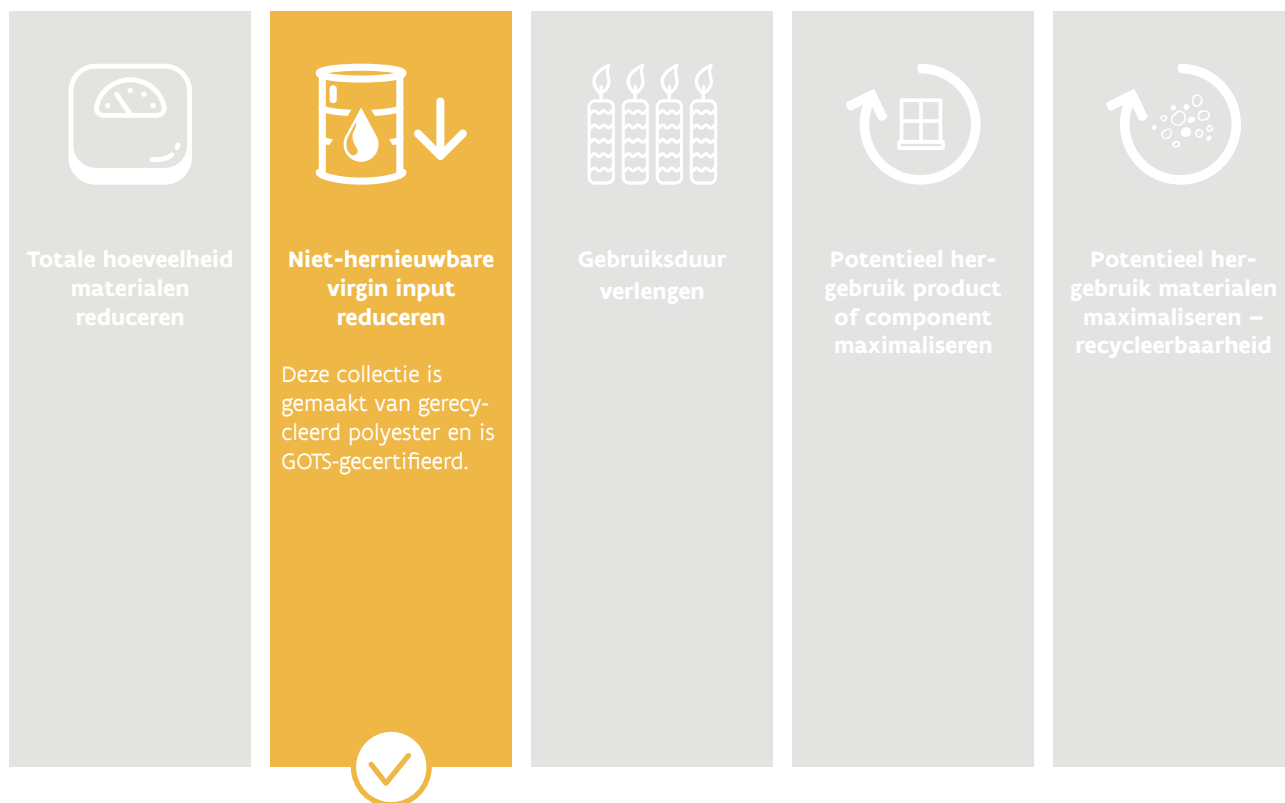 Totale hoeveelheid
materialen
reduceren
Niet-hernieuwbare
virgin input
reduceren
Deze collectie is
gemaakt van gerecy-
cleerd polyester en is
GOTS-gecertifieerd.
Gebruiksduur
verlengen
Potentieel her-
gebruik product
of component
maximaliseren
Potentieel her-
gebruik materialen
maximaliseren –
recycleerbaarheid